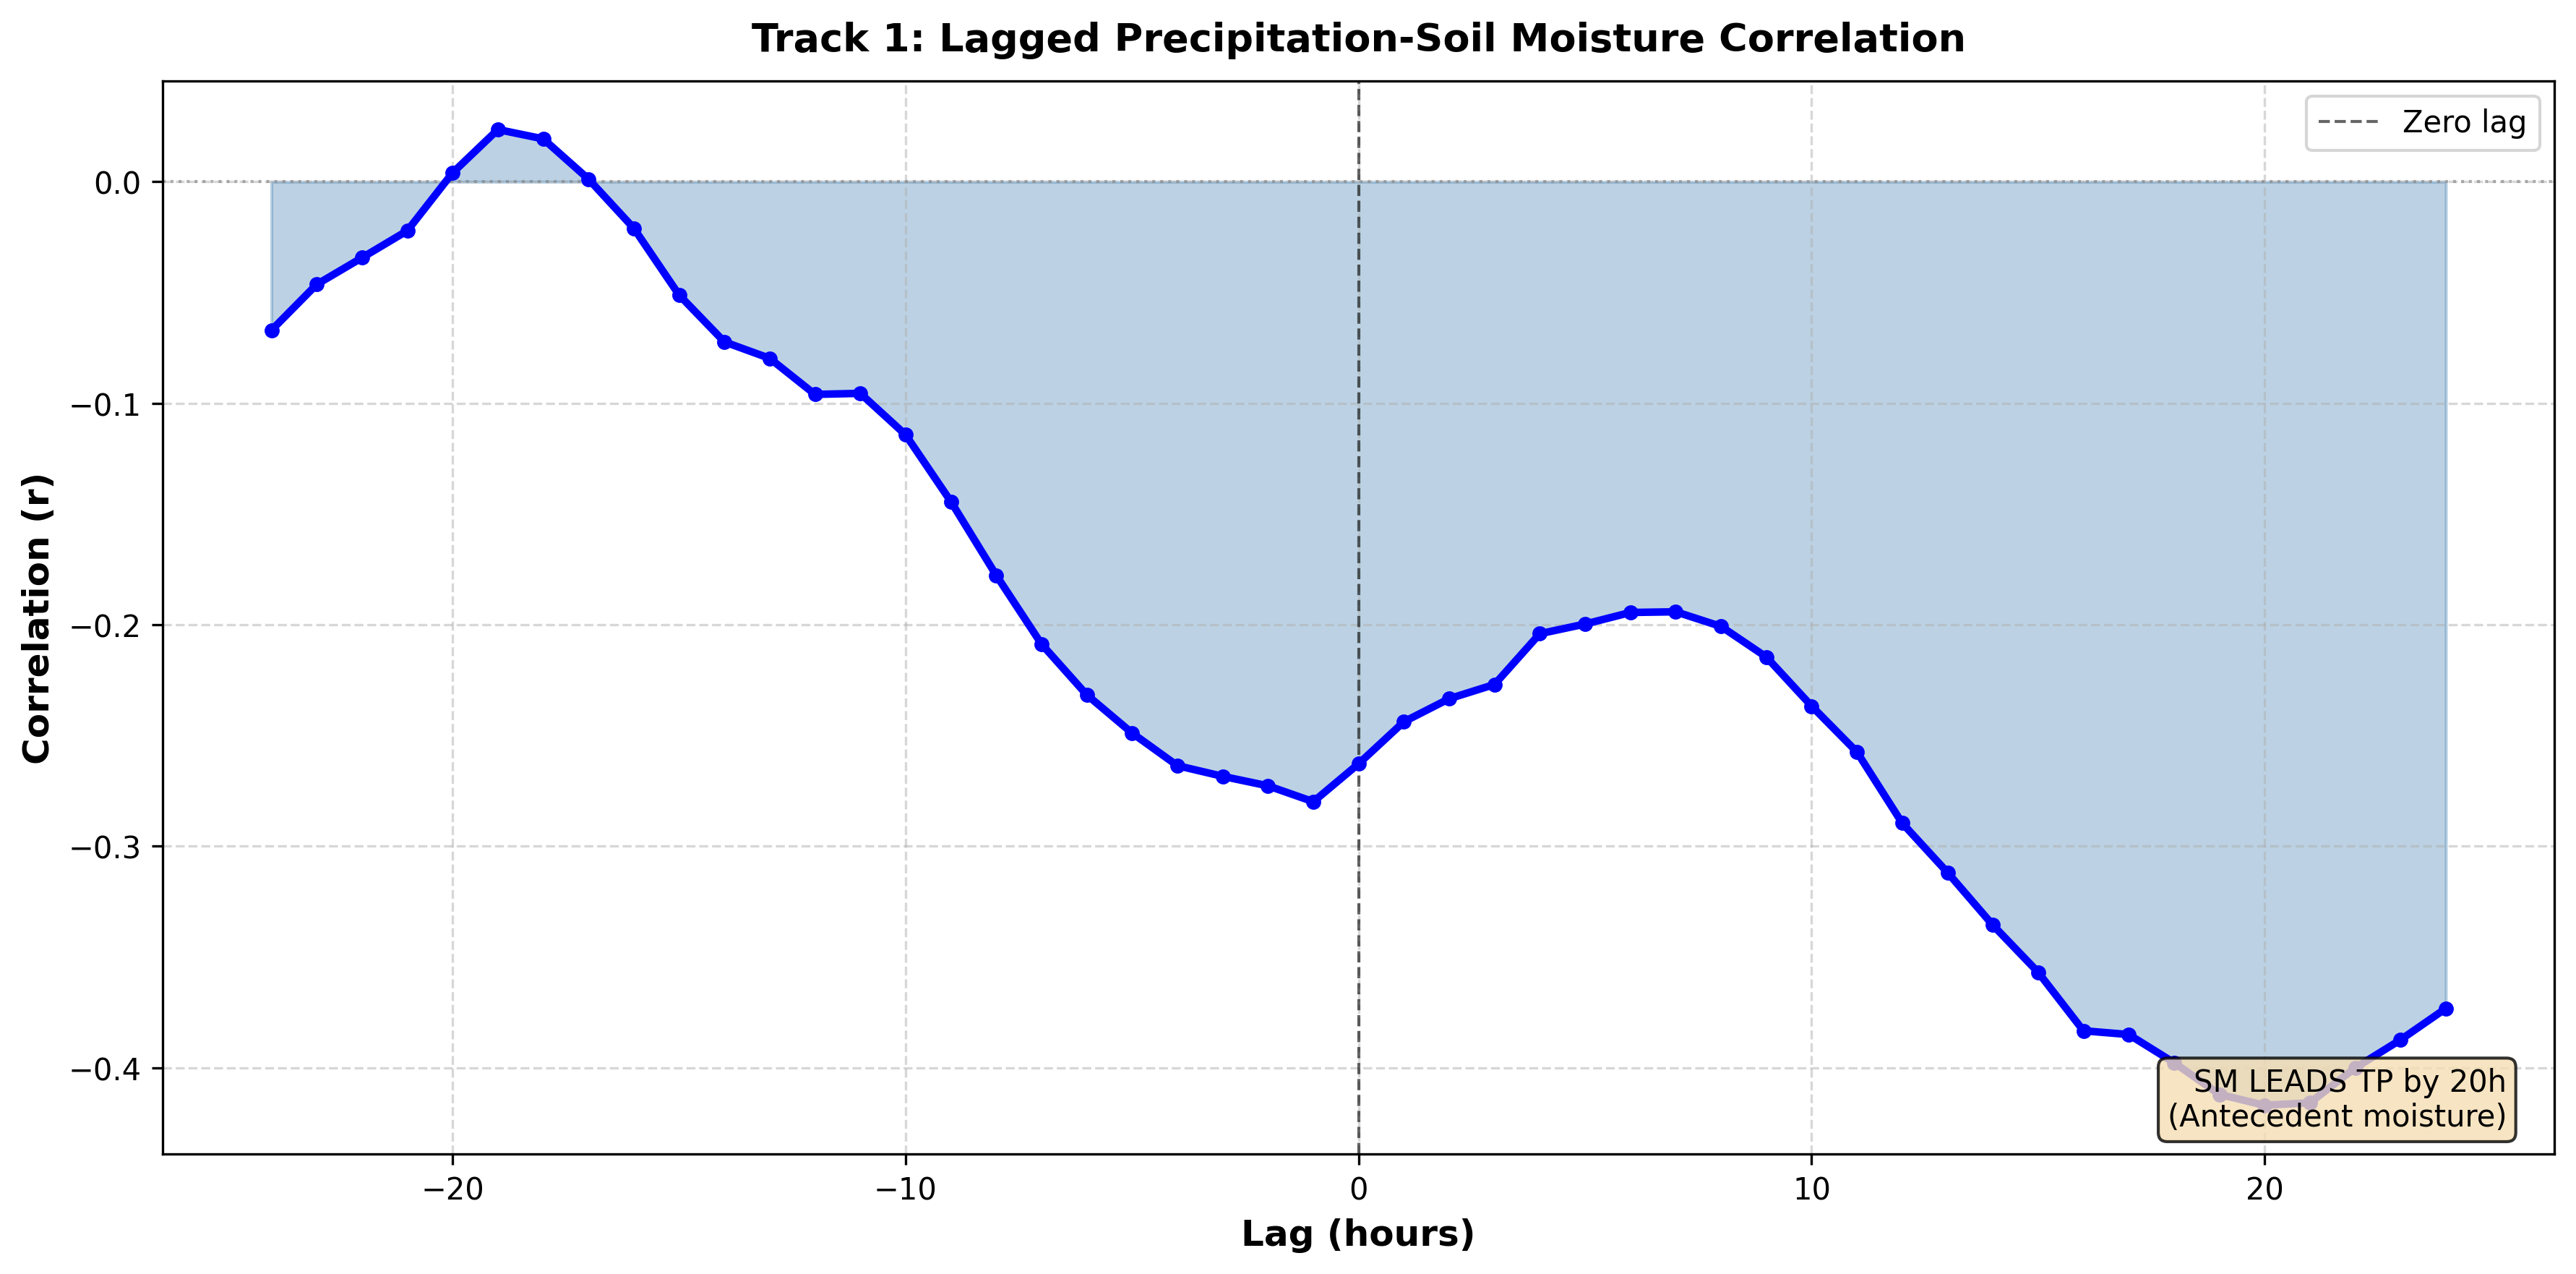 Track 1: Lagged Precipitation-Soil Moisture Correlation
Zero lag
0.0
−0.1
−0.2
−0.3
−0.4
Correlation (r)
SM LEADS TP by 20h
(Antecedent moisture)
−20
−10
0
10
20
Lag (hours)